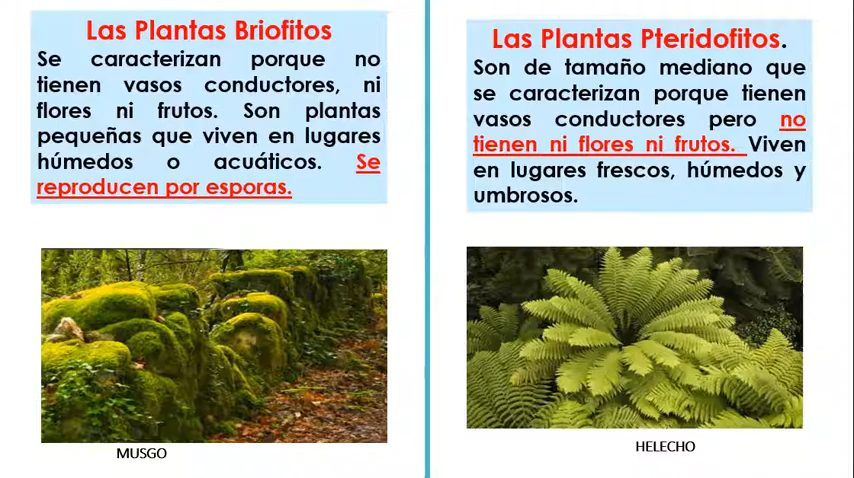 Las Plantas Briofitos
Se caracterizan porque no
tienen vasos conductores, ni
flores ni frutos. Son plantas
pequeñas que viven en lugares
húmedos o acuáticos. Se
reproducen por esporas.
MUSGO
Las Plantas Pteridofitos.
Son de tamaño mediano que
se caracterizan porque tienen
vasos conductores pero no
tienen ni flores ni frutos. Viven
en lugares frescos, húmedos y
umbrosos.
HELECHO